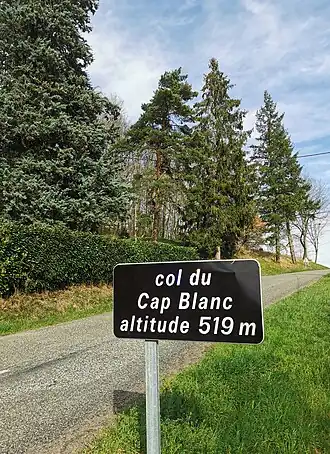 col du
Cap Blanc
altitude 519 m